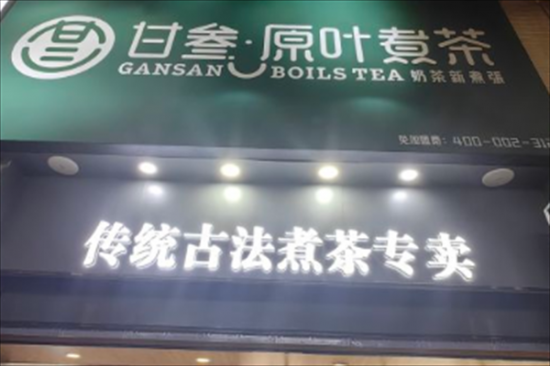 甘叁·原叶煮茶
GANSAN BOILS TEA 奶茶新煮張
400-002-31
传统古法煮茶专卖